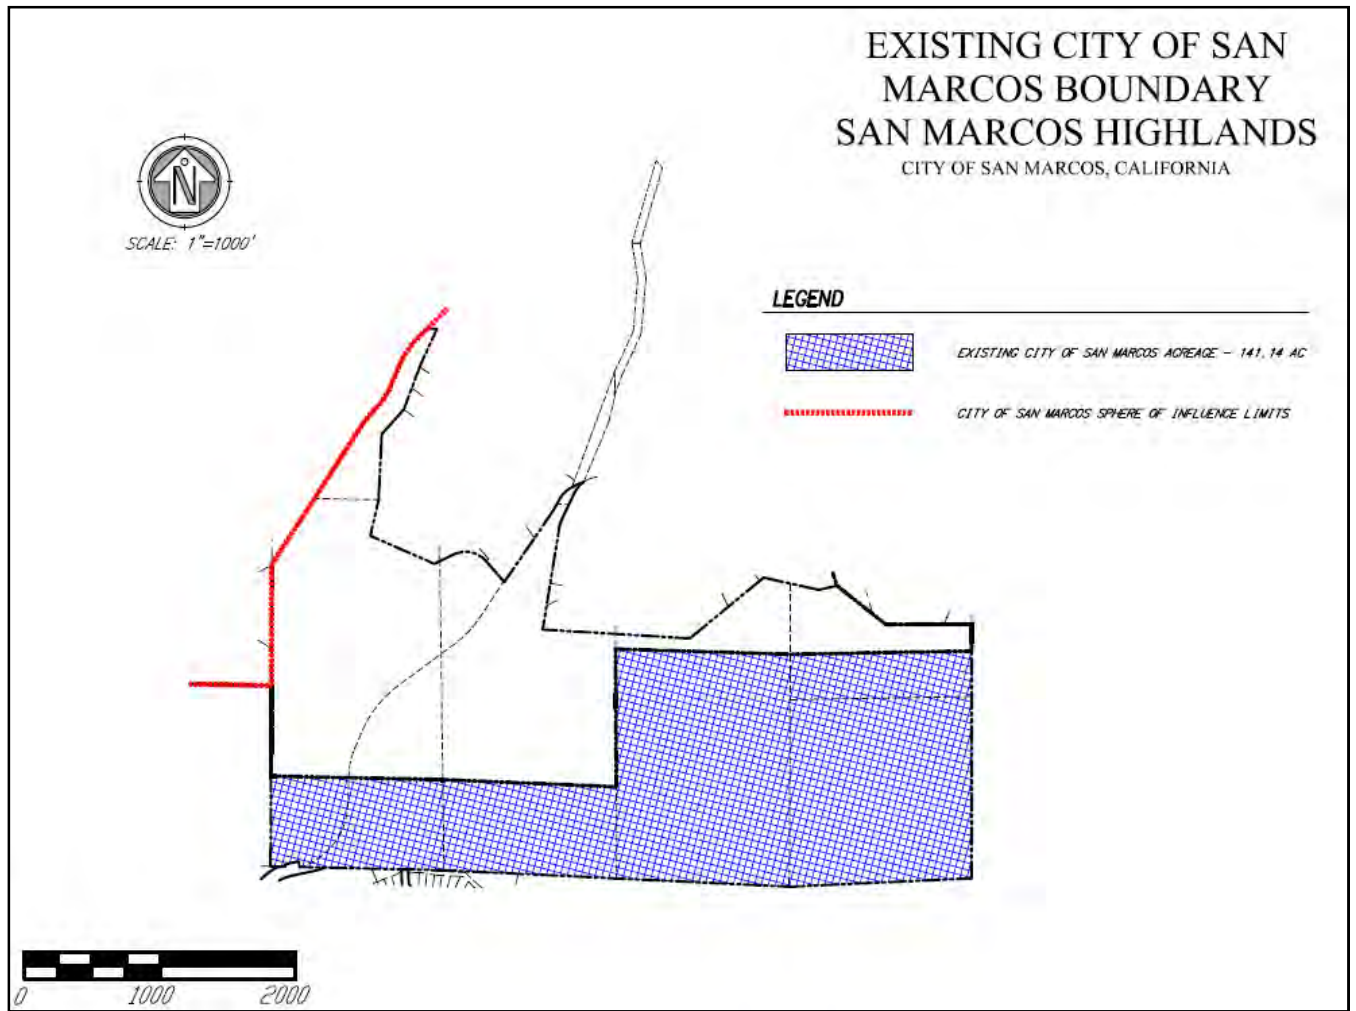 EXISTING CITY OF SAN
MARCOS BOUNDARY
SAN MARCOS HIGHLANDS
CITY OF SAN MARCOS, CALIFORNIA
N
SCALE: 1"=1000'
LEGEND
EXISTING CITY OF SAN MARCOS ACREAGE - 141.14 AC
CITY OF SAN MARCOS SPHERE OF INFLUENCE LIMITS
0 1000 2000